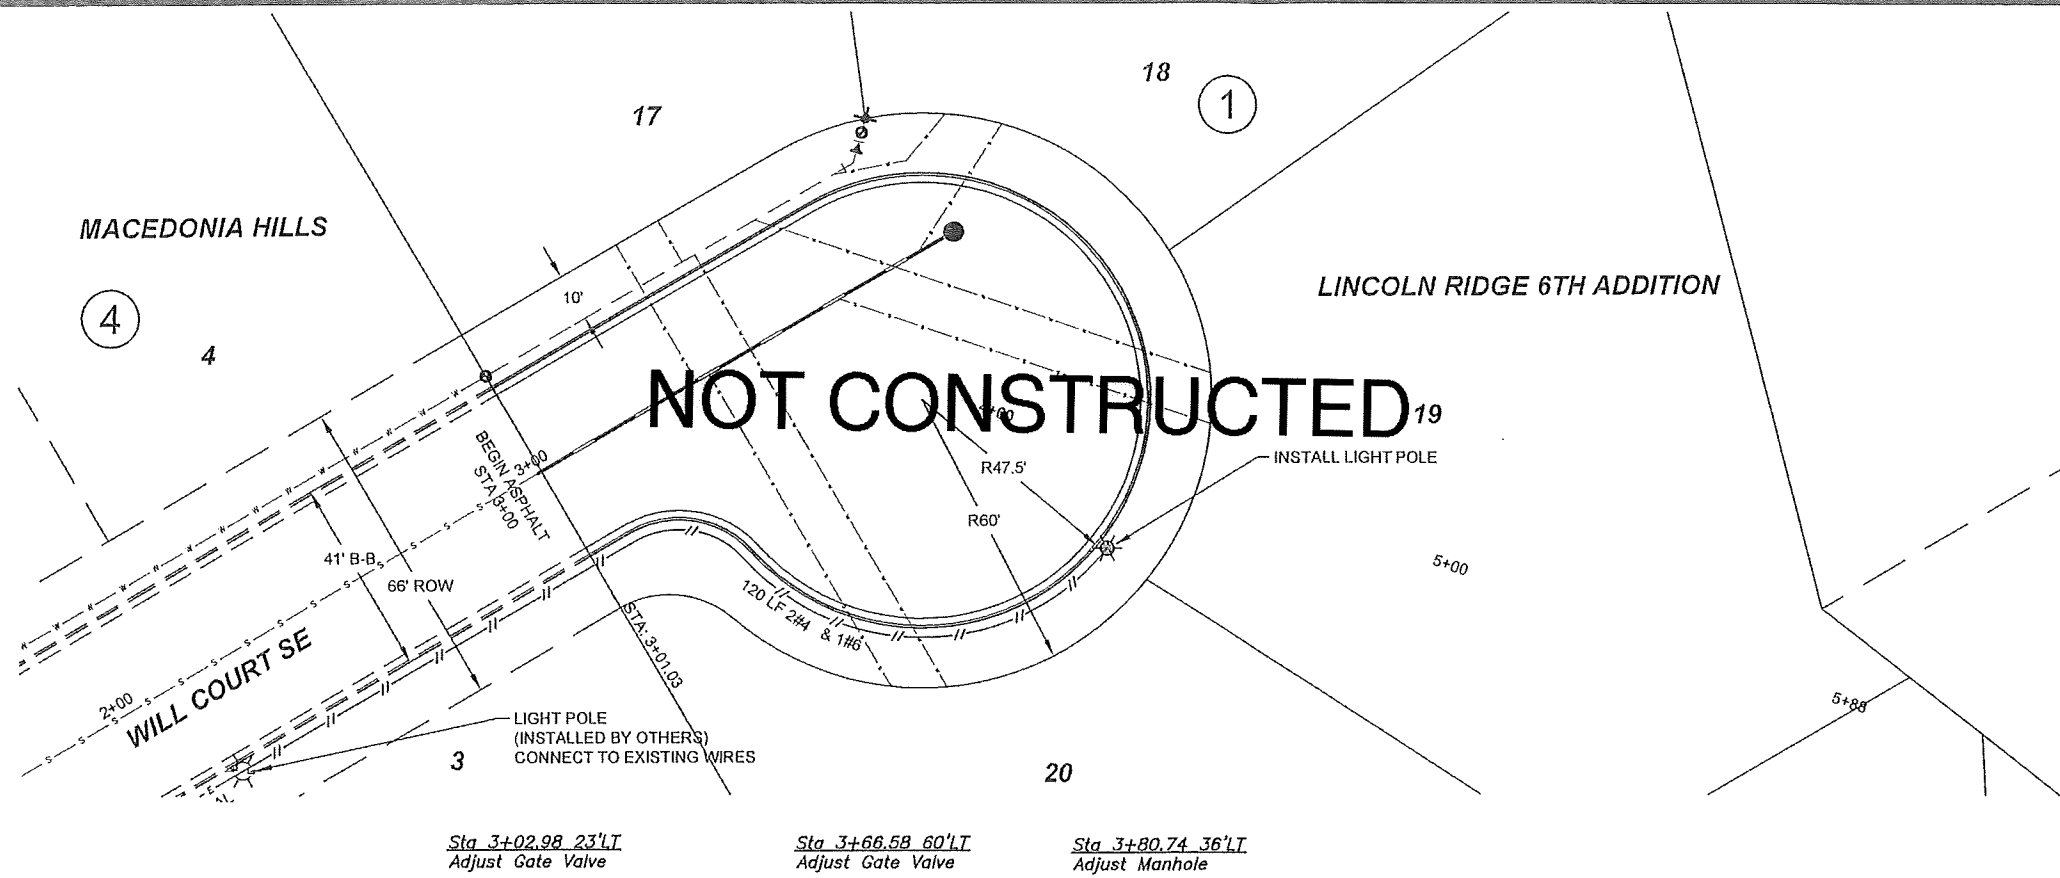 18
1
17
MACEDONIA HILLS
4
4
10'
LINCOLN RIDGE 6TH ADDITION
NOT CONSTRUCTED
19
BEGIN ASPHALT
STA 3+00
3+00
R47.5'
INSTALL LIGHT POLE
R60'
41' B-B
66' ROW
5+00
120 LF 2#4 & 1#6
STA: 3+01.03
2+00
WILL COURT SE
5+88
LIGHT POLE
(INSTALLED BY OTHERS)
CONNECT TO EXISTING WIRES
3
20
Sta 3+02.98 23'LT
Adjust Gate Valve
Sta 3+66.58 60'LT
Adjust Gate Valve
Sta 3+80.74 36'LT
Adjust Manhole